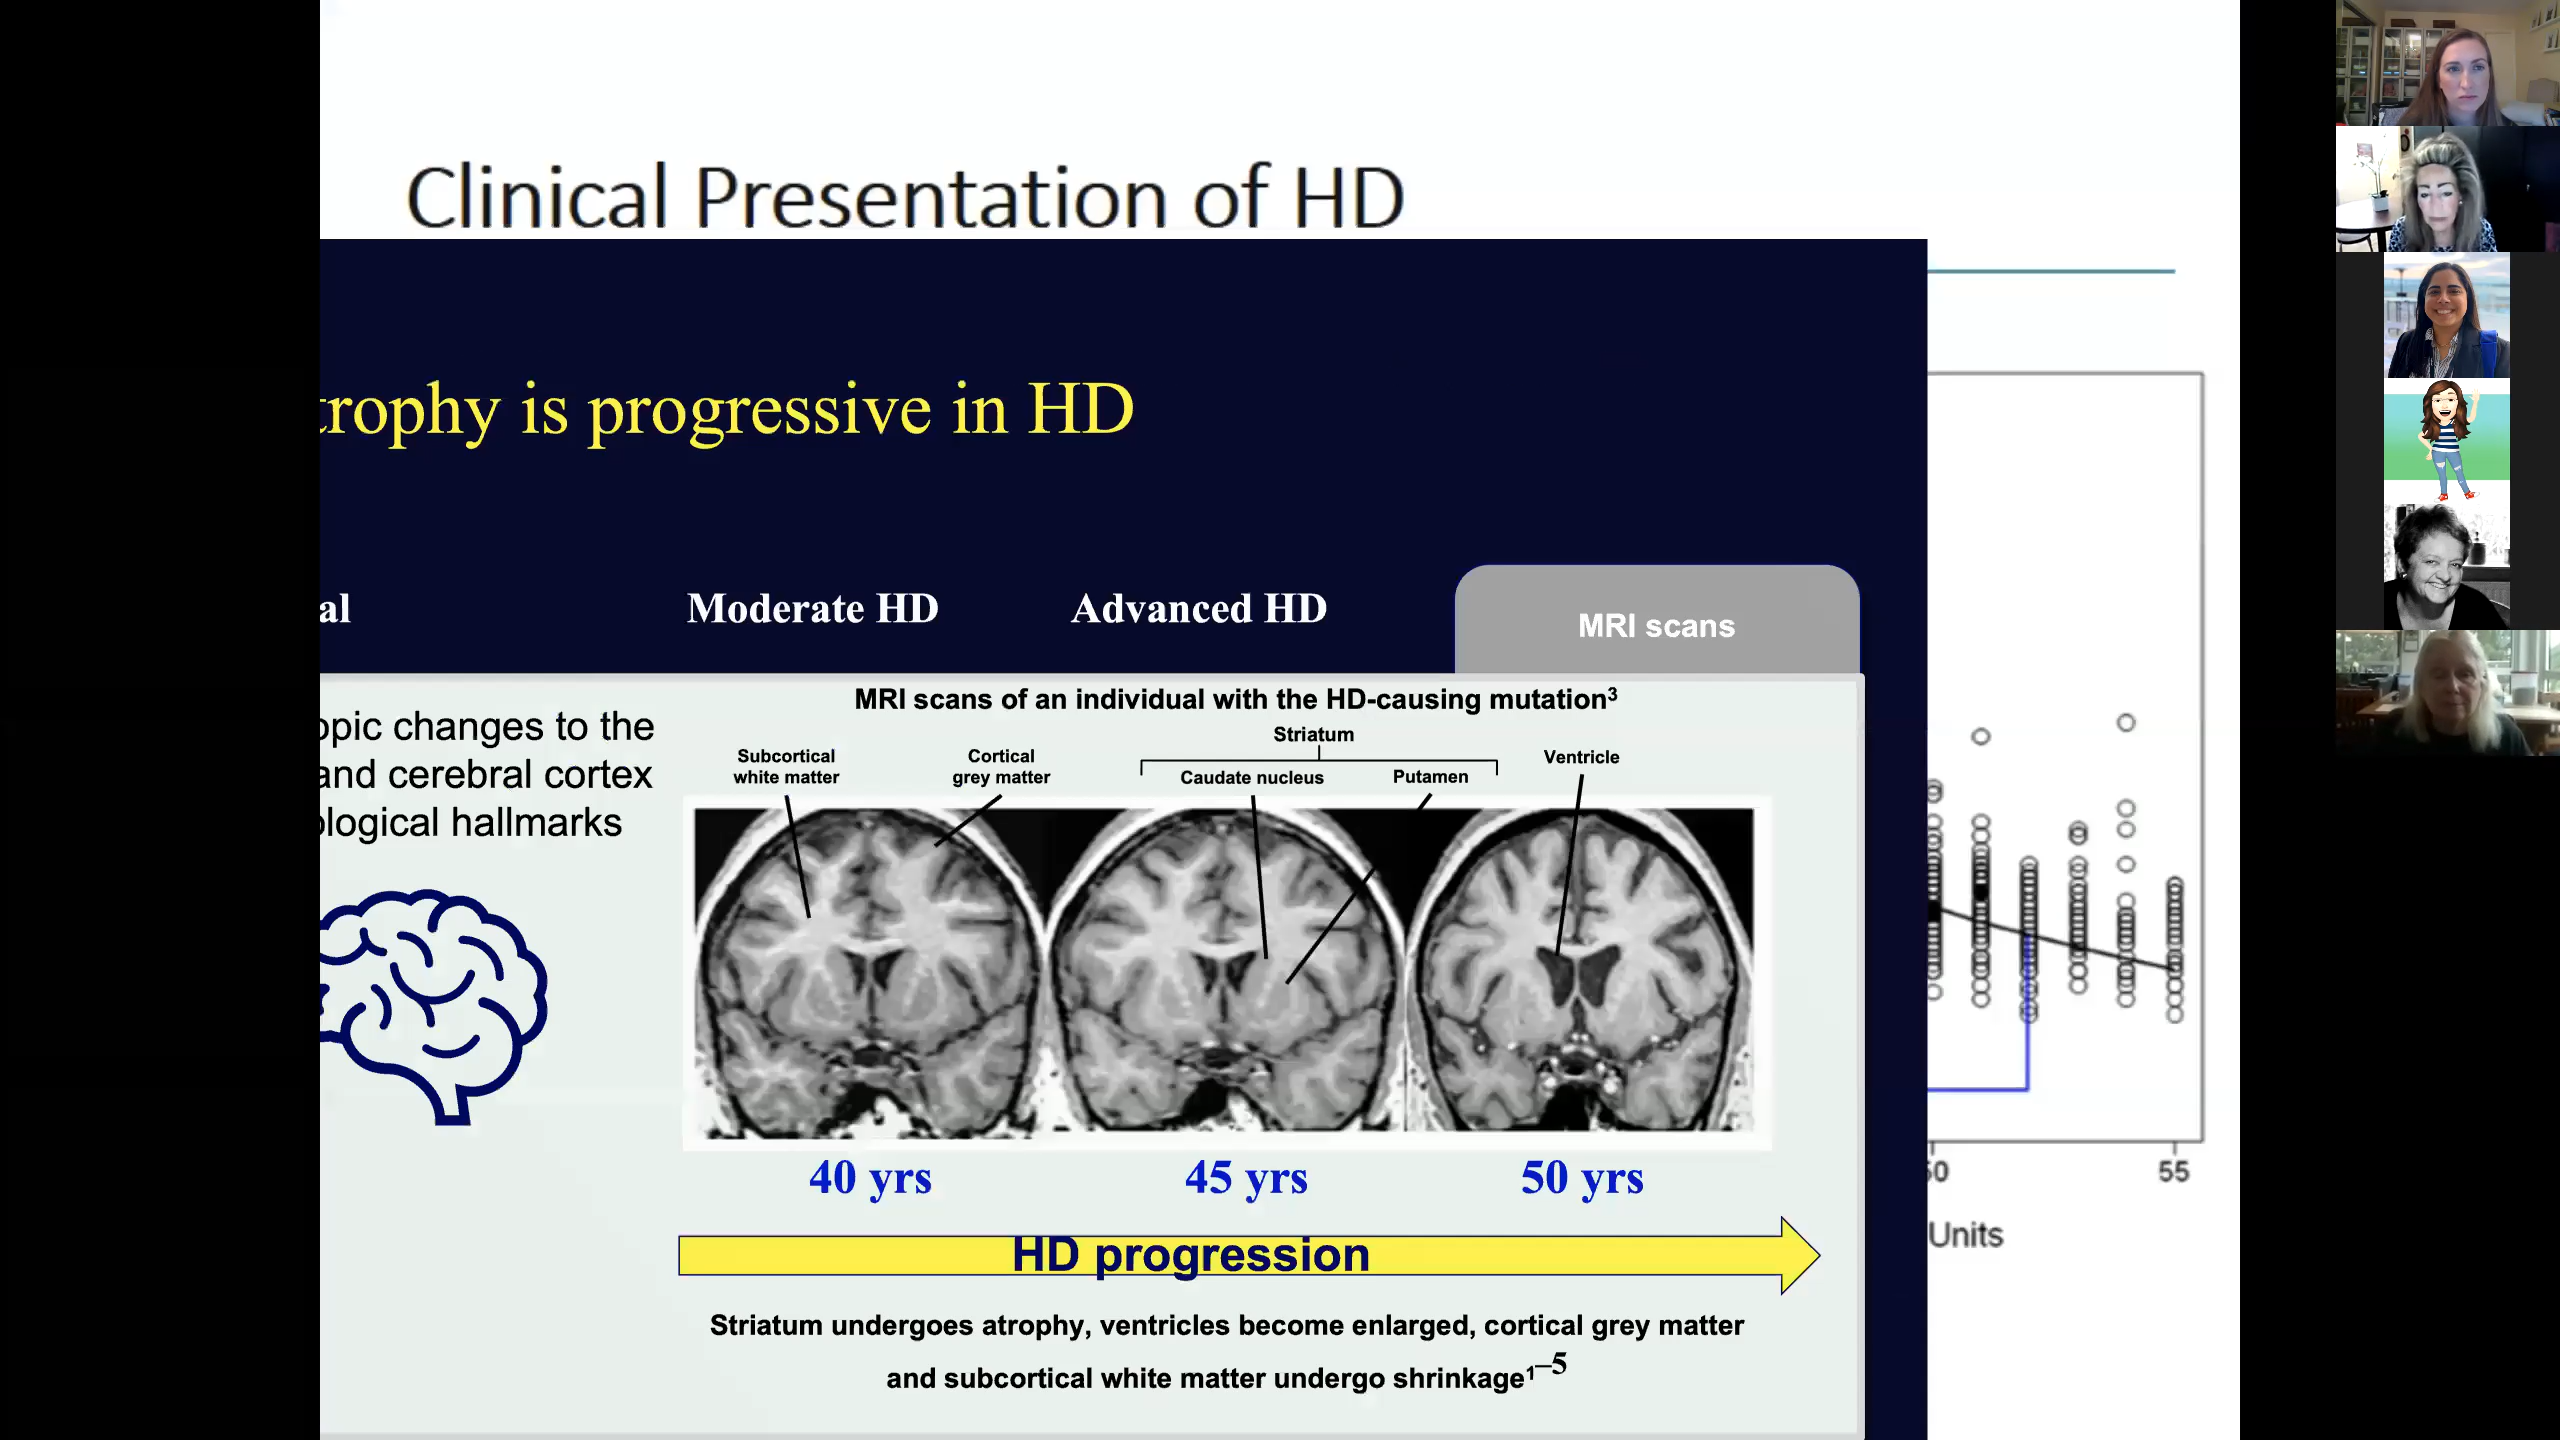 Clinical Presentation of HD
trophy is progressive in HD
al
Moderate HD
Advanced HD
MRI scans
opic changes to the
and cerebral cortex
ological hallmarks
MRI scans of an individual with the HD-causing mutation³
Striatum
Subcortical
white matter
Cortical
grey matter
Caudate nucleus
Putamen
Ventricle
40 yrs
45 yrs
50 yrs
HD progression
Striatum undergoes atrophy, ventricles become enlarged, cortical grey matter
and subcortical white matter undergo shrinkage¹–⁵
50
55
Units